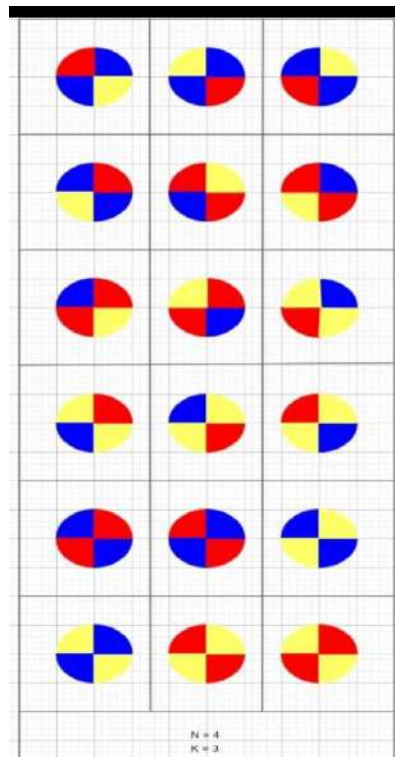 N = 4
K = 3